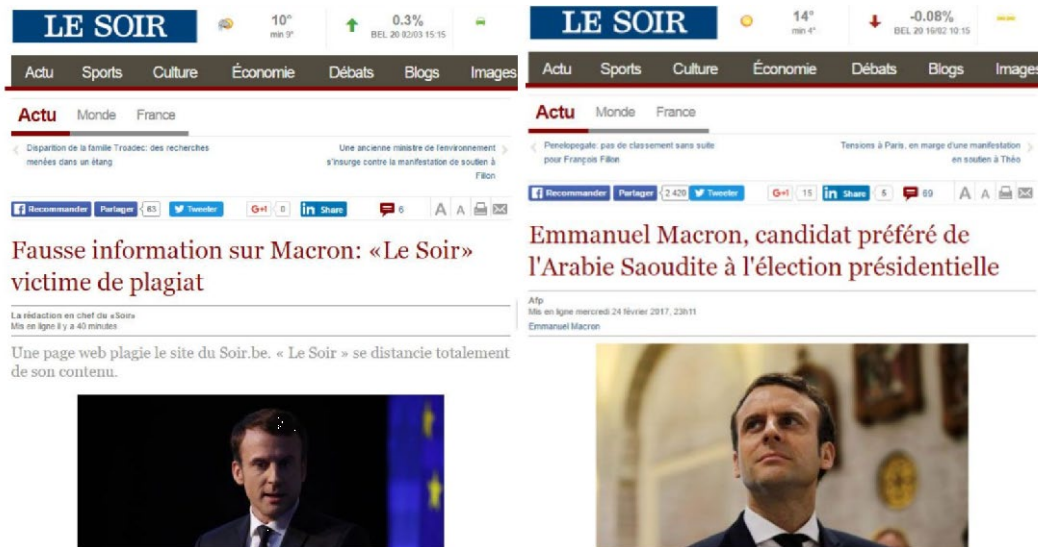 LE SOIR
10°
min 9°
0.3%
BEL 20 02/03 15:15
Actu Sports Culture Économie Débats Blogs Images
Actu Monde France
Disparition de la famille Troadec: des recherches
menées dans un étang
Une ancienne ministre de l'environnement
s'insurge contre la manifestation de soutien à
Fillon
Recommander Partager 63 Tweeter G+1 0 in Share 6 A A
Fausse information sur Macron: «Le Soir»
victime de plagiat
La rédaction en chef du «Soir»
Mis en ligne il y a 40 minutes
Une page web plagie le site du Soir.be. « Le Soir » se distancie totalement
de son contenu.
LE SOIR
14°
min 4°
-0.08%
BEL 20 16/02 10:15
Actu Sports Culture Économie Débats Blogs Images
Actu Monde France
Penelopegate: pas de classement sans suite
pour François Fillon
Tensions à Paris, en marge d'une manifestation
en soutien à Théo
Recommander Partager 2 420 Tweeter G+1 15 in Share 5 69 A A
Emmanuel Macron, candidat préféré de
l'Arabie Saoudite à l'élection présidentielle
Afp
Mis en ligne mercredi 24 février 2017, 23h11
Emmanuel Macron